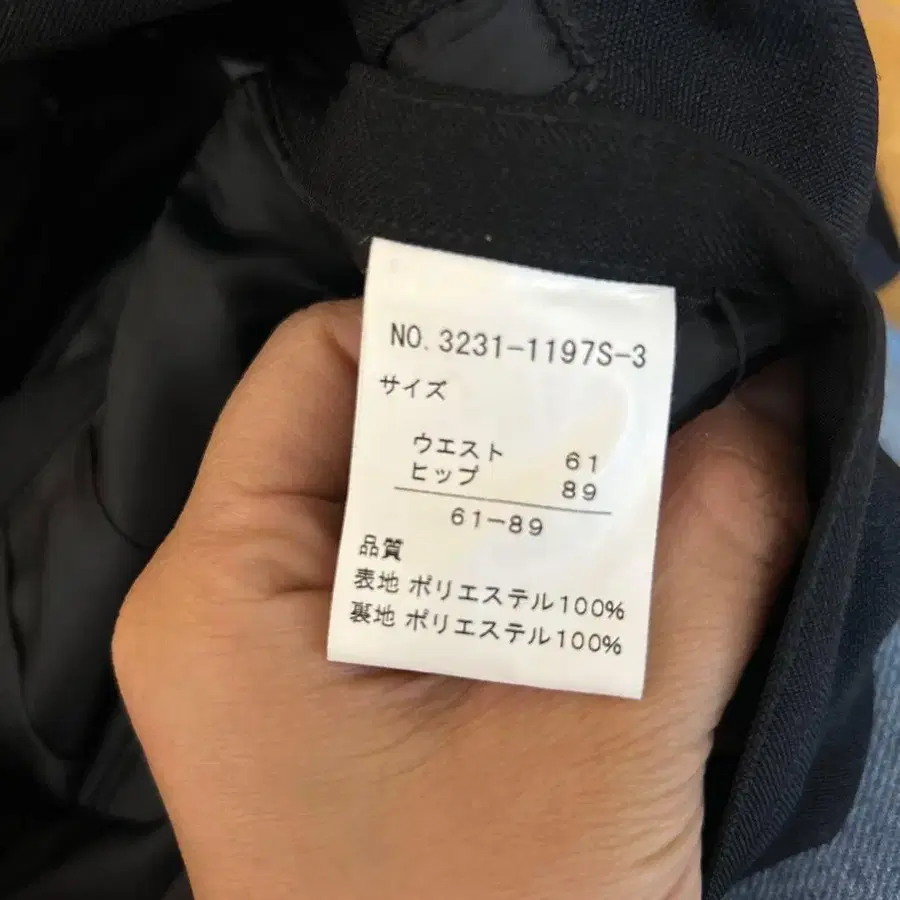 NO. 3231-1197S-3
サイズ
ウエスト 61
ヒップ 89
61-89
品質
表地 ポリエステル100%
裏地 ポリエステル100%